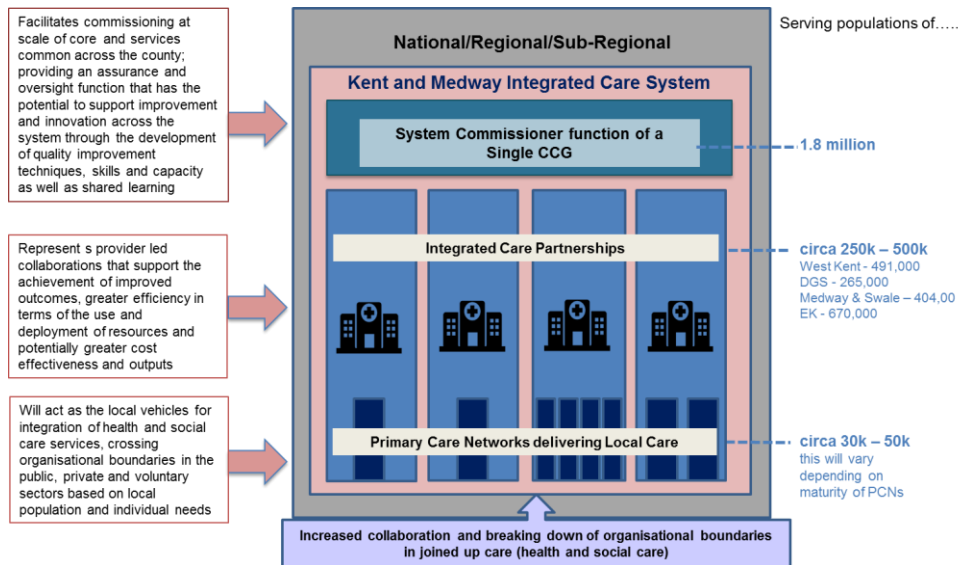 Facilitates commissioning at
scale of core and services
common across the county;
providing an assurance and
oversight function that has the
potential to support improvement
and innovation across the
system through the development
of quality improvement
techniques, skills and capacity
as well as shared learning
Represent s provider led
collaborations that support the
achievement of improved
outcomes, greater efficiency in
terms of the use and
deployment of resources and
potentially greater cost
effectiveness and outputs
Will act as the local vehicles for
integration of health and social
care services, crossing
organisational boundaries in the
public, private and voluntary
sectors based on local
population and individual needs
National/Regional/Sub-Regional
Kent and Medway Integrated Care System
System Commissioner function of a
Single CCG
Integrated Care Partnerships
Primary Care Networks delivering Local Care
Increased collaboration and breaking down of organisational boundaries
in joined up care (health and social care)
Serving populations of…..
1.8 million
circa 250k – 500k
West Kent - 491,000
DGS - 265,000
Medway & Swale – 404,00
EK - 670,000
circa 30k – 50k
this will vary
depending on
maturity of PCNs